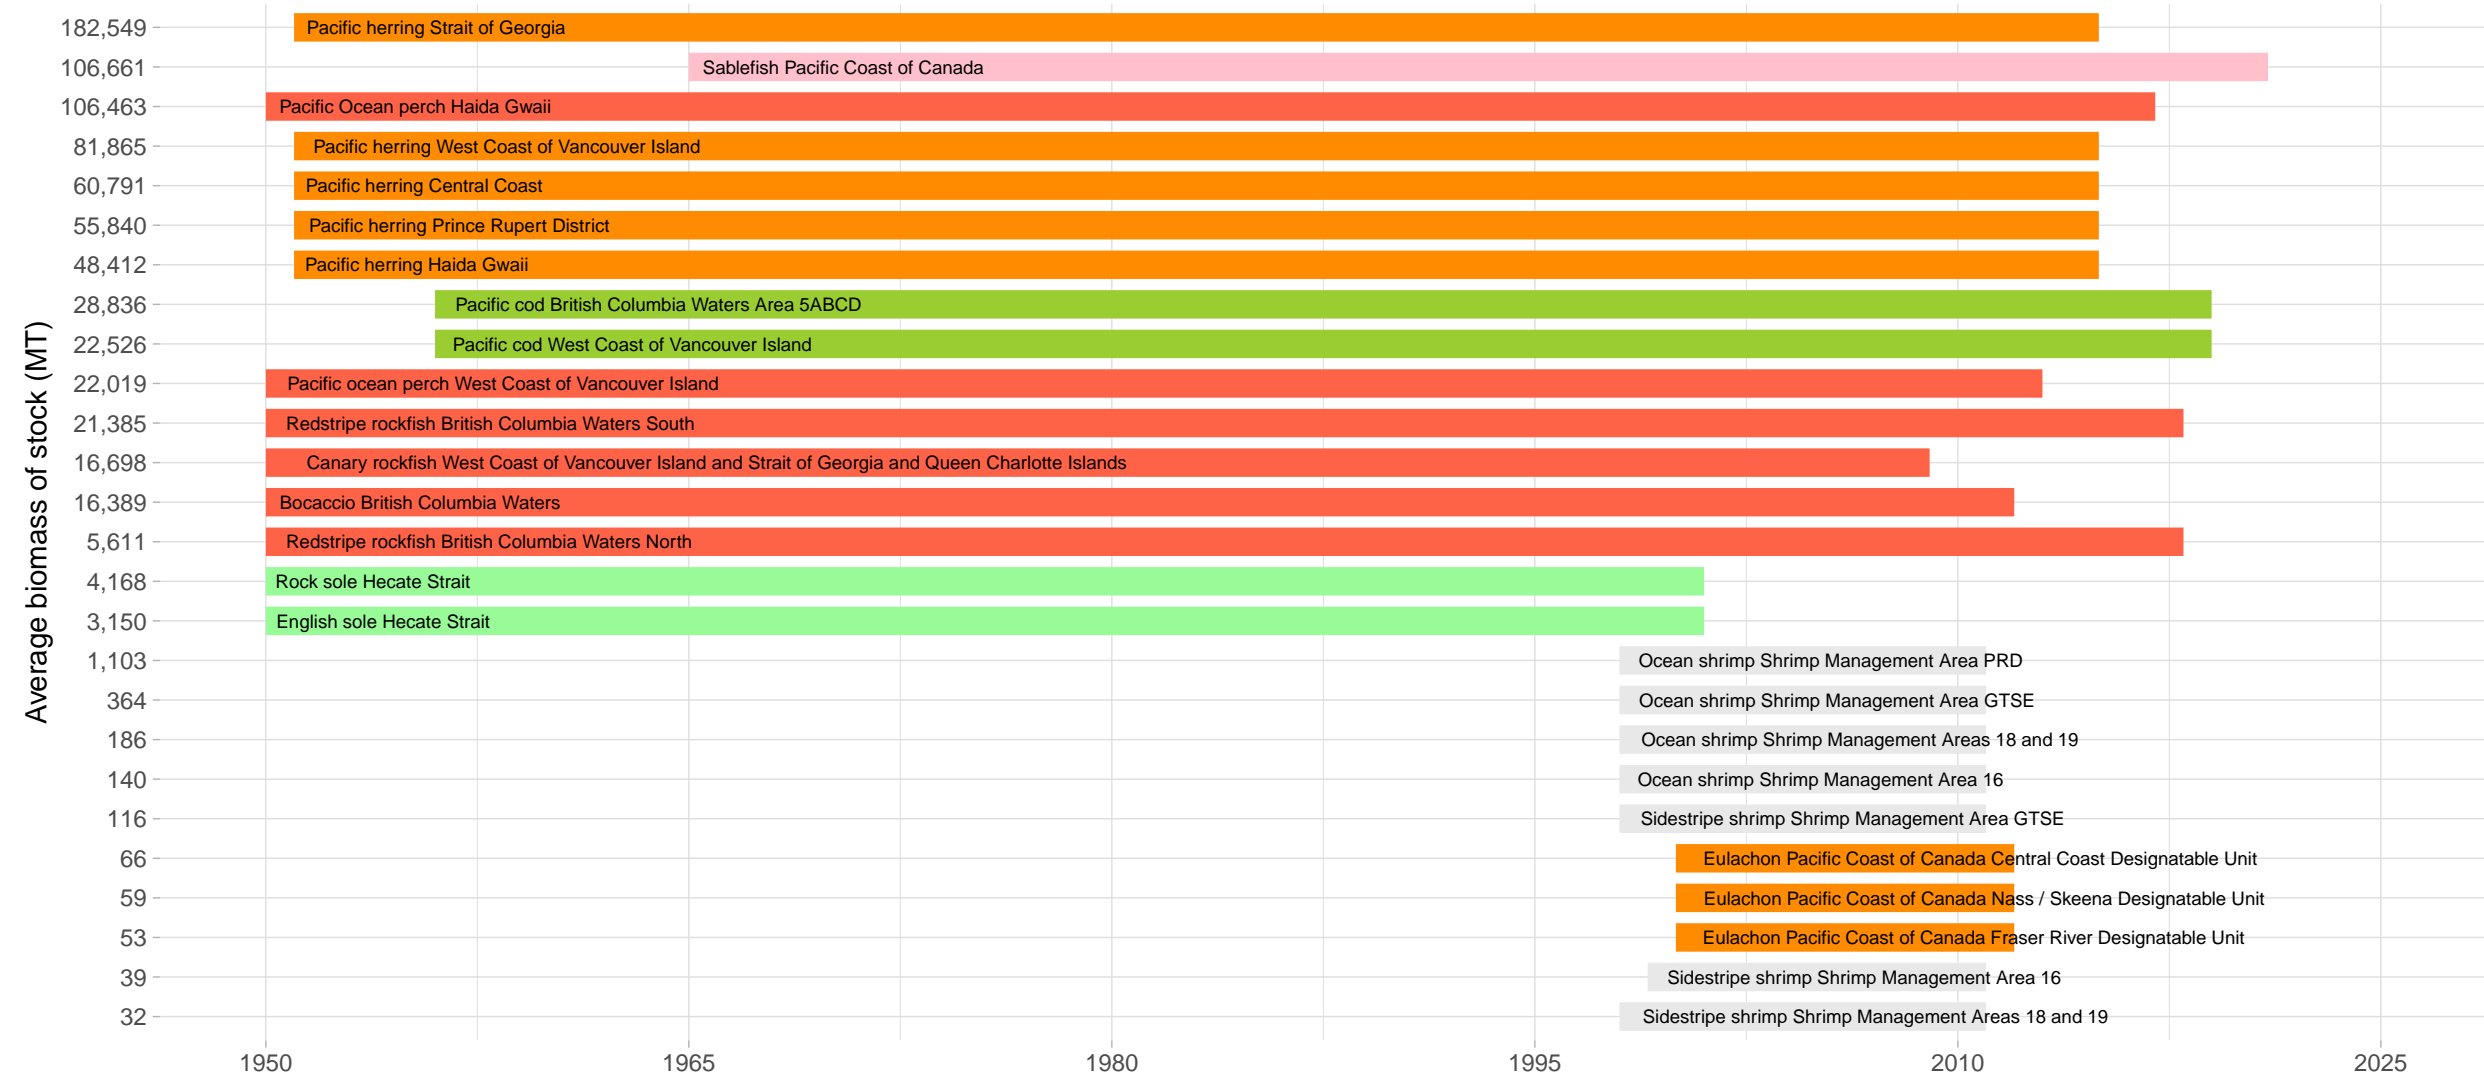 Average biomass of stock (MT)
182,549 Pacific herring Strait of Georgia
106,661 Sablefish Pacific Coast of Canada
106,463 Pacific Ocean perch Haida Gwaii
81,865 Pacific herring West Coast of Vancouver Island
60,791 Pacific herring Central Coast
55,840 Pacific herring Prince Rupert District
48,412 Pacific herring Haida Gwaii
28,836 Pacific cod British Columbia Waters Area 5ABCD
22,526 Pacific cod West Coast of Vancouver Island
22,019 Pacific ocean perch West Coast of Vancouver Island
21,385 Redstripe rockfish British Columbia Waters South
16,698 Canary rockfish West Coast of Vancouver Island and Strait of Georgia and Queen Charlotte Islands
16,389 Bocaccio British Columbia Waters
5,611 Redstripe rockfish British Columbia Waters North
4,168 Rock sole Hecate Strait
3,150 English sole Hecate Strait
1,103 Ocean shrimp Shrimp Management Area PRD
364 Ocean shrimp Shrimp Management Area GTSE
186 Ocean shrimp Shrimp Management Areas 18 and 19
140 Ocean shrimp Shrimp Management Area 16
116 Sidestripe shrimp Shrimp Management Area GTSE
66 Eulachon Pacific Coast of Canada Central Coast Designatable Unit
59 Eulachon Pacific Coast of Canada Nass / Skeena Designatable Unit
53 Eulachon Pacific Coast of Canada Fraser River Designatable Unit
39 Sidestripe shrimp Shrimp Management Area 16
32 Sidestripe shrimp Shrimp Management Areas 18 and 19
1950 1965 1980 1995 2010 2025